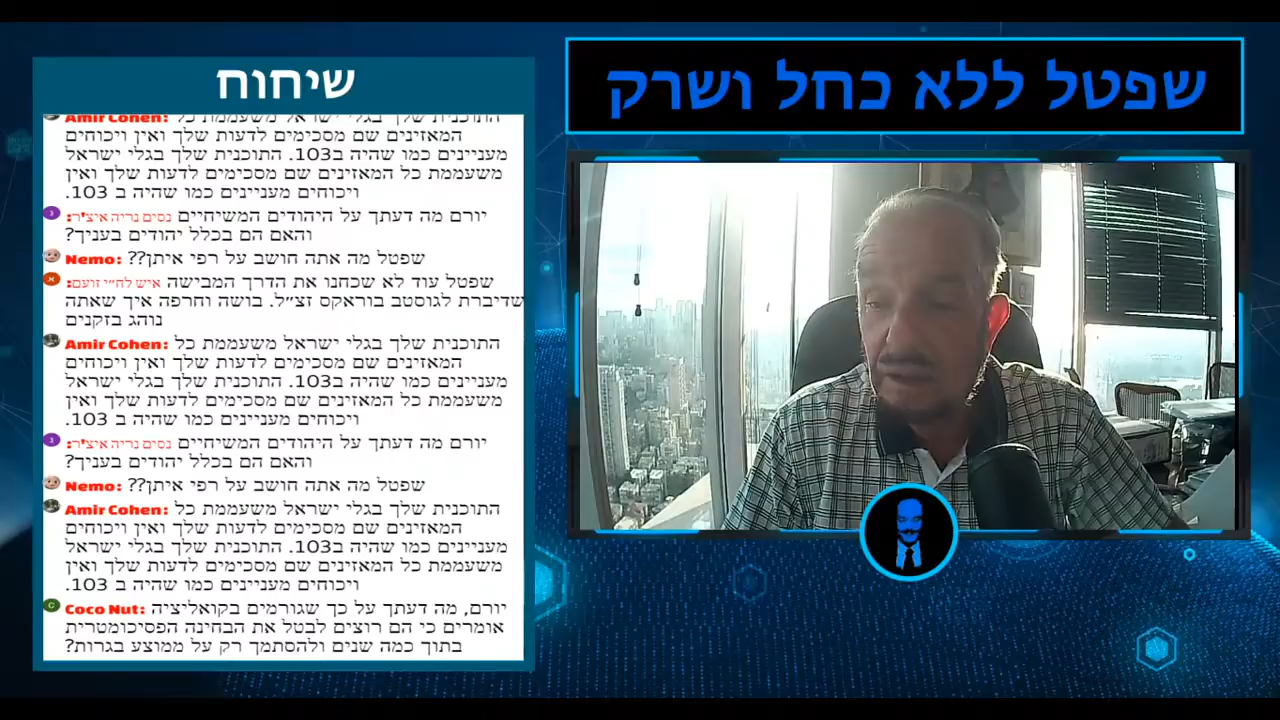 שפטל ללא כחל ושרק
שיחוח
Amir Cohen: התוכנית שלך בגלי ישראל משעממת כל
המאזינים שם מסכימים לדעות שלך ואין ויכוחים
מעניינים כמו שהיה ב103. התוכנית שלך בגלי ישראל
משעממת כל המאזינים שם מסכימים לדעות שלך ואין
ויכוחים מעניינים כמו שהיה ב 103.
נסים נריה איצ'ר: יורם מה דעתך על היהודים המשיחיים
והאם הם בכלל יהודים בעניך?
Nemo: שפטל מה אתה חושב על רפי איתן??
איש לח״י זועם: שפטל עוד לא שכחנו את הדרך המבישה
שדיברת לגוסטב בוראקס זצ״ל. בושה וחרפה איך שאתה
נוהג בזקנים
Amir Cohen: התוכנית שלך בגלי ישראל משעממת כל
המאזינים שם מסכימים לדעות שלך ואין ויכוחים
מעניינים כמו שהיה ב103. התוכנית שלך בגלי ישראל
משעממת כל המאזינים שם מסכימים לדעות שלך ואין
ויכוחים מעניינים כמו שהיה ב 103.
נסים נריה איצ'ר: יורם מה דעתך על היהודים המשיחיים
והאם הם בכלל יהודים בעניך?
Nemo: שפטל מה אתה חושב על רפי איתן??
Amir Cohen: התוכנית שלך בגלי ישראל משעממת כל
המאזינים שם מסכימים לדעות שלך ואין ויכוחים
מעניינים כמו שהיה ב103. התוכנית שלך בגלי ישראל
משעממת כל המאזינים שם מסכימים לדעות שלך ואין
ויכוחים מעניינים כמו שהיה ב 103.
Coco Nut: יורם, מה דעתך על כך שגורמים בקואליציה
אומרים כי הם רוצים לבטל את הבחינה הפסיכומטרית
בתוך כמה שנים ולהסתמך רק על ממוצע בגרות?